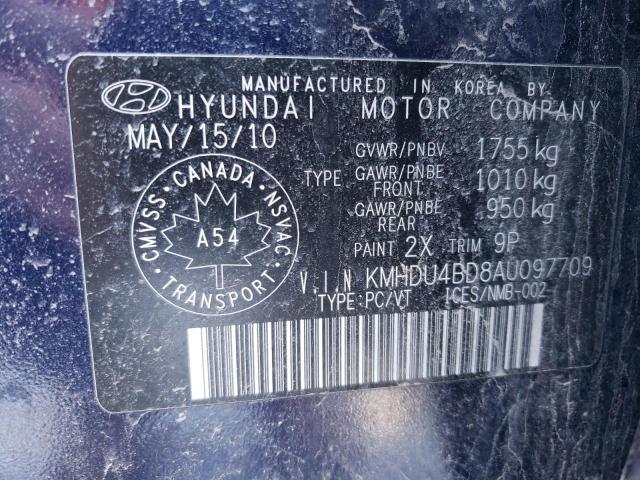 MANUFACTURED IN KOREA BY:
HYUNDAI MOTOR COMPANY
MAY/15/10
GVWR/PNBV 1755 kg
TYPE GAWR/PNBE FRONT 1010 kg
GAWR/PNBE REAR 950 kg
PAINT 2X TRIM 9P
CANADA
CMVSS NSVAC
A54
TRANSPORT
V.I.N KMHDU4BD8AU097709
TYPE: PC/VT ICES/NMB-002